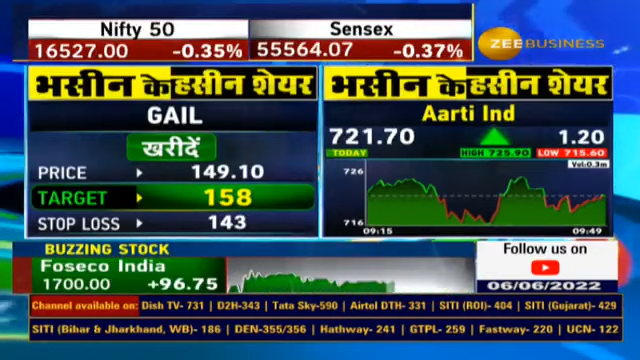 Nifty 50
16527.00 -0.35%
Sensex
55564.07 -0.37%
ZEE BUSINESS
भसीन के हसीन शेयर
GAIL
खरीदें
PRICE 149.10
TARGET 158
STOP LOSS 143
भसीन के हसीन शेयर
Aarti Ind
721.70 1.20
TODAY HIGH 725.90 LOW 715.60
Vol:0.3m
726
716
09:15 09:49
BUZZING STOCK
Foseco India
1700.00 +96.75
Follow us on
06/06/2022
Channel available on: Dish TV- 731 | D2H-343 | Tata Sky-590 | Airtel DTH- 331 | SITI (ROI)- 404 | SITI (Gujarat)- 429
SITI (Bihar & Jharkhand, WB)- 186 | DEN-355/356 | Hathway- 241 | GTPL- 259 | Fastway- 220 | UCN- 122